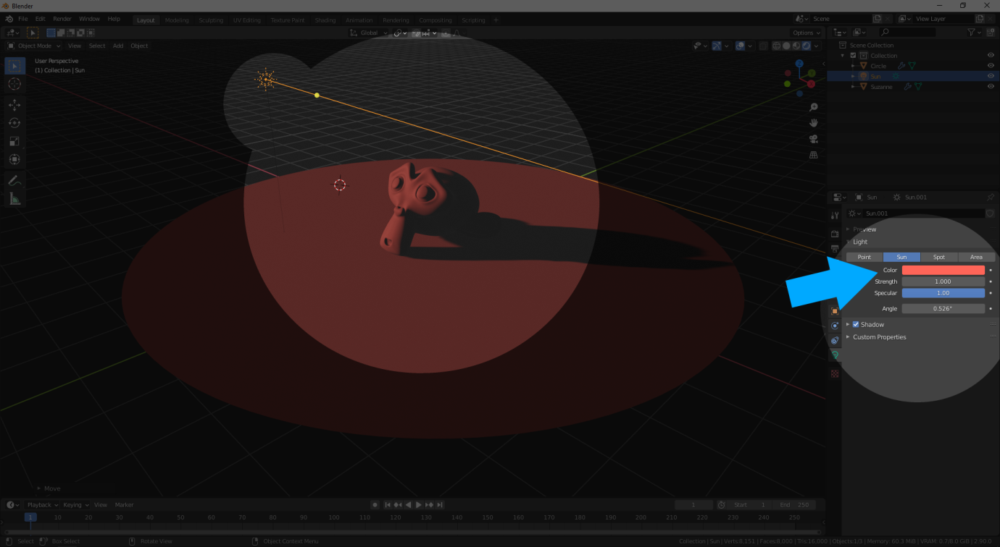 Blender
File Edit Render Window Help Layout Modeling Sculpting UV Editing Texture Paint Shading Animation Rendering Compositing Scripting + Scene View Layer
Global Options
Object Mode View Select Add Object
User Perspective
(1) Collection | Sun
Scene Collection
Collection
Circle
Sun
Suzanne
Sun Sun.001
Sun.001
Preview
Light
Point Sun Spot Area
Color
Strength 1.000
Specular 1.00
Angle 0.526°
Shadow
Custom Properties
Move
Playback Keying View Marker 1 Start 1 End 250
1 10 20 30 40 50 60 70 80 90 100 110 120 130 140 150 160 170 180 190 200 210 220 230 240 250
Select Box Select Rotate View Object Context Menu Collection | Sun | Verts:8,151 | Faces:8,000 | Tris:16,000 | Objects:1/3 | Memory: 60.3 MiB | VRAM: 0.7/8.0 GiB | 2.90.0